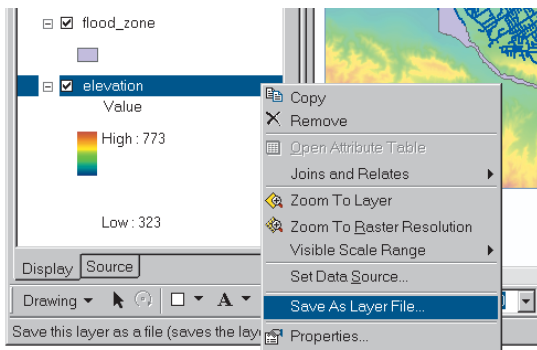 flood_zone
elevation
Value
High : 773
Low : 323
Display Source
Drawing A
Save this layer as a file (saves the lay
Copy
Remove
Open Attribute Table
Joins and Relates
Zoom To Layer
Zoom To Raster Resolution
Visible Scale Range
Set Data Source...
Save As Layer File...
Properties...